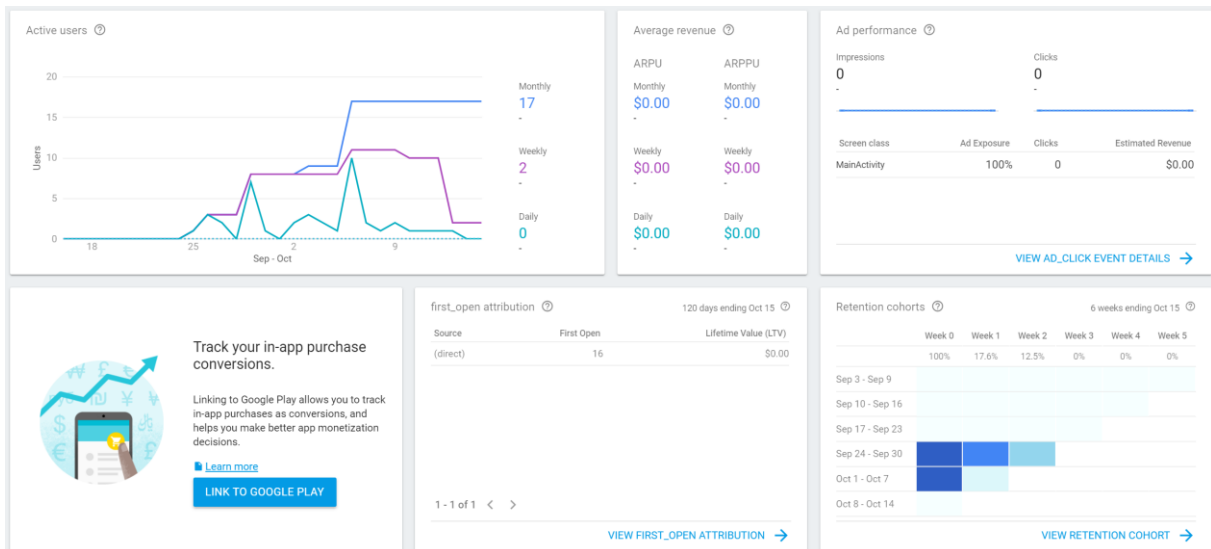 Active users
20
15
10
5
0
Users
18
25
2
9
Sep - Oct
Monthly
17
-
Weekly
2
-
Daily
0
-
Average revenue
ARPU ARPPU
Monthly Monthly
$0.00 $0.00
- -
Weekly Weekly
$0.00 $0.00
- -
Daily Daily
$0.00 $0.00
- -
Ad performance
Impressions Clicks
0 0
- -
Screen class Ad Exposure Clicks Estimated Revenue
MainActivity 100% 0 $0.00
VIEW AD_CLICK EVENT DETAILS
Track your in-app purchase
conversions.
Linking to Google Play allows you to track
in-app purchases as conversions, and
helps you make better app monetization
decisions.
Learn more
LINK TO GOOGLE PLAY
first_open attribution 120 days ending Oct 15
Source First Open Lifetime Value (LTV)
(direct) 16 $0.00
1 - 1 of 1 < >
VIEW FIRST_OPEN ATTRIBUTION
Retention cohorts 6 weeks ending Oct 15
Week 0 Week 1 Week 2 Week 3 Week 4 Week 5
100% 17.6% 12.5% 0% 0% 0%
Sep 3 - Sep 9
Sep 10 - Sep 16
Sep 17 - Sep 23
Sep 24 - Sep 30
Oct 1 - Oct 7
Oct 8 - Oct 14
VIEW RETENTION COHORT